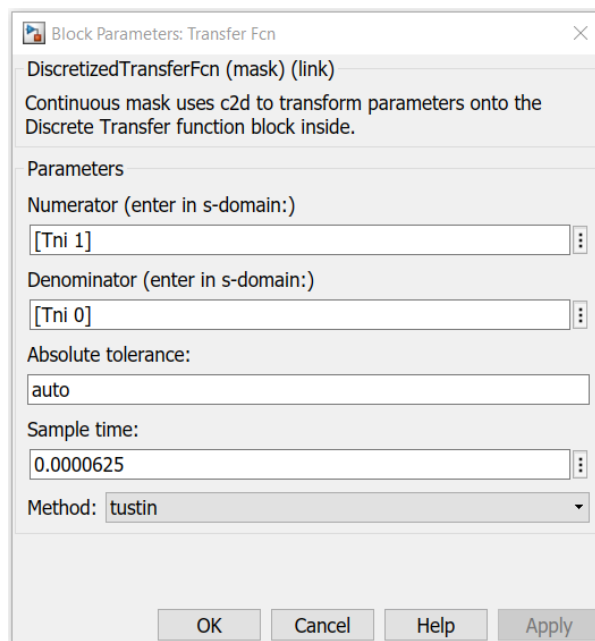 Block Parameters: Transfer Fcn
DiscretizedTransferFcn (mask) (link)
Continuous mask uses c2d to transform parameters onto the
Discrete Transfer function block inside.
Parameters
Numerator (enter in s-domain:)
[Tni 1]
Denominator (enter in s-domain:)
[Tni 0]
Absolute tolerance:
auto
Sample time:
0.0000625
Method: tustin
OK Cancel Help Apply